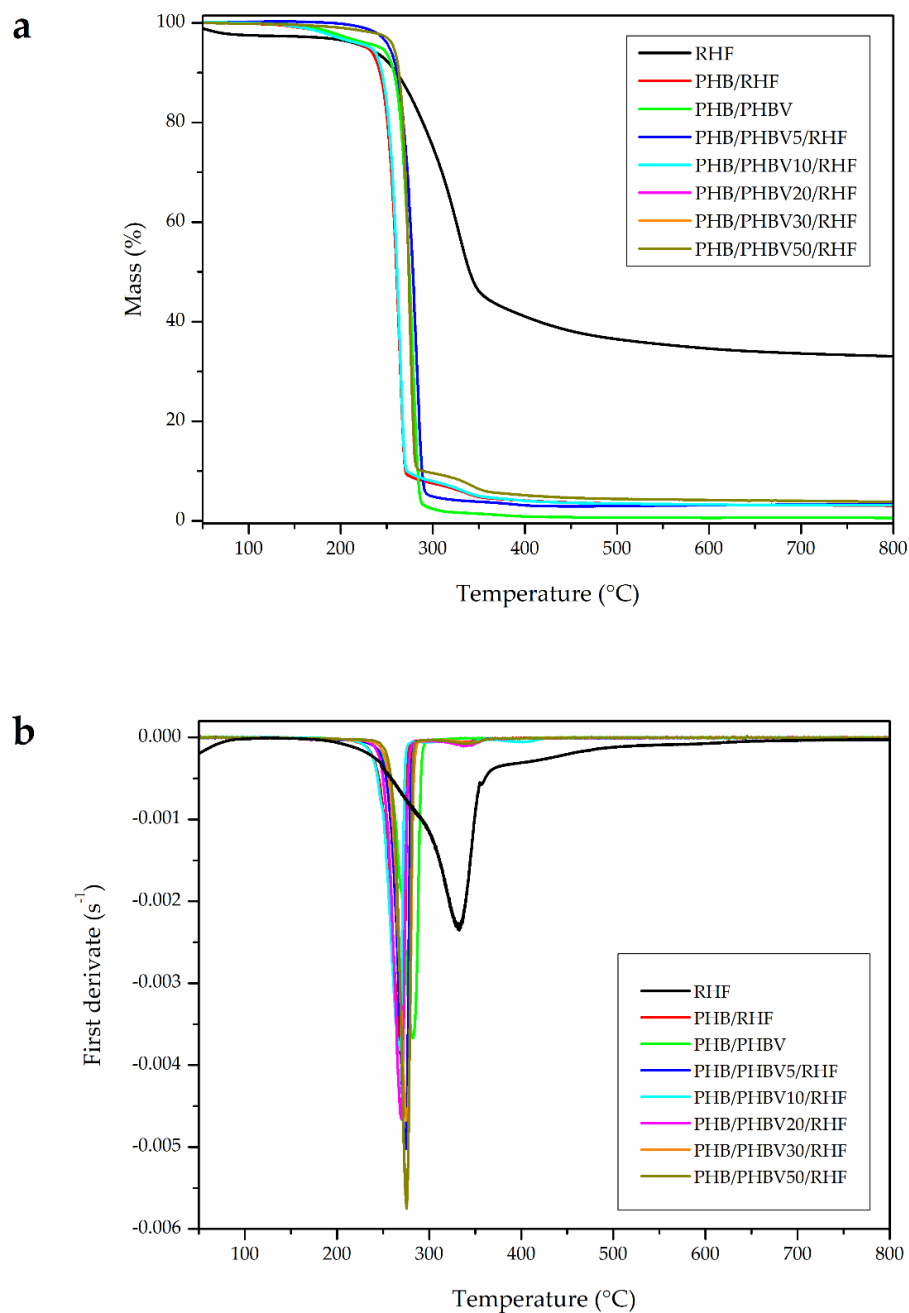 a
100
80
60
40
20
0
Mass (%)
RHF
PHB/RHF
PHB/PHBV
PHB/PHBV5/RHF
PHB/PHBV10/RHF
PHB/PHBV20/RHF
PHB/PHBV30/RHF
PHB/PHBV50/RHF
100 200 300 400 500 600 700 800
Temperature (°C)
b
0.000
-0.001
-0.002
-0.003
-0.004
-0.005
-0.006
First derivate (s⁻¹)
RHF
PHB/RHF
PHB/PHBV
PHB/PHBV5/RHF
PHB/PHBV10/RHF
PHB/PHBV20/RHF
PHB/PHBV30/RHF
PHB/PHBV50/RHF
100 200 300 400 500 600 700 800
Temperature (°C)